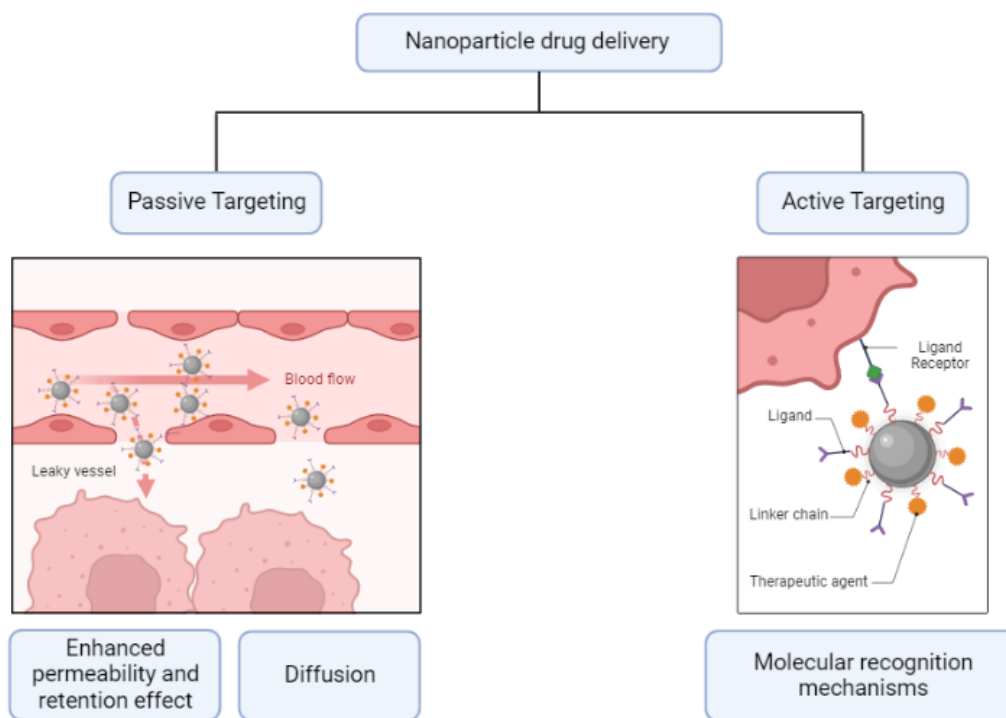 Nanoparticle drug delivery
Passive Targeting
Active Targeting
Blood flow
Leaky vessel
Ligand
Receptor
Ligand
Linker chain
Therapeutic agent
Enhanced
permeability and
retention effect
Diffusion
Molecular recognition
mechanisms